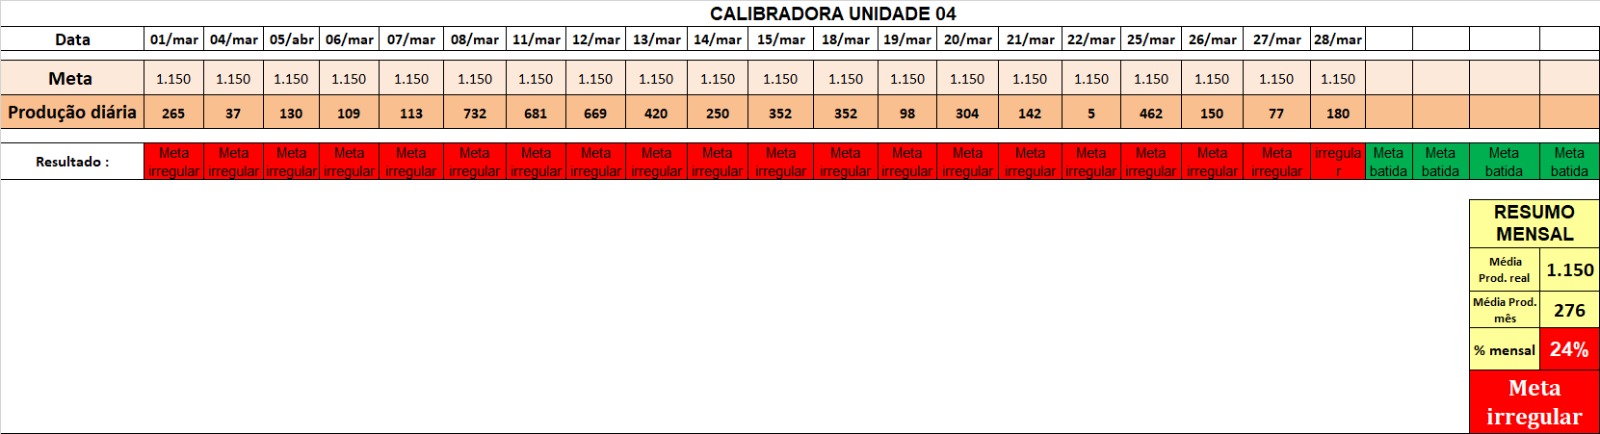 CALIBRADORA UNIDADE 04
Data 01/mar 04/mar 05/abr 06/mar 07/mar 08/mar 11/mar 12/mar 13/mar 14/mar 15/mar 18/mar 19/mar 20/mar 21/mar 22/mar 25/mar 26/mar 27/mar 28/mar
Meta 1.150 1.150 1.150 1.150 1.150 1.150 1.150 1.150 1.150 1.150 1.150 1.150 1.150 1.150 1.150 1.150 1.150 1.150 1.150 1.150
Produção diária 265 37 130 109 113 732 681 669 420 250 352 352 98 304 142 5 462 150 77 180
Resultado : Meta irregular Meta irregular Meta irregular Meta irregular Meta irregular Meta irregular Meta irregular Meta irregular Meta irregular Meta irregular Meta irregular Meta irregular Meta irregular Meta irregular Meta irregular Meta irregular Meta irregular Meta irregular Meta irregular irregular Meta batida Meta batida Meta batida Meta batida
RESUMO
MENSAL
Média
Prod. real 1.150
Média Prod.
mês 276
% mensal 24%
Meta
irregular